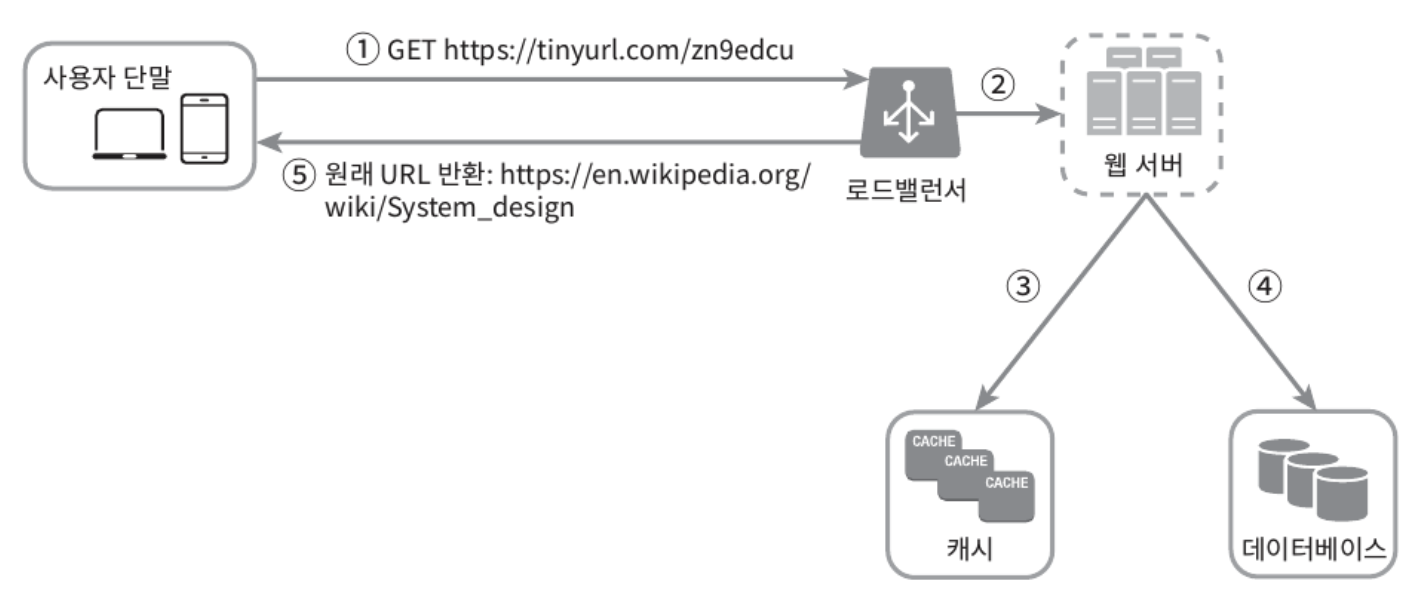 ① GET https://tinyurl.com/zn9edcu
사용자 단말
②
웹 서버
⑤ 원래 URL 반환: https://en.wikipedia.org/
wiki/System_design
로드밸런서
③
④
CACHE
CACHE
CACHE
캐시
데이터베이스